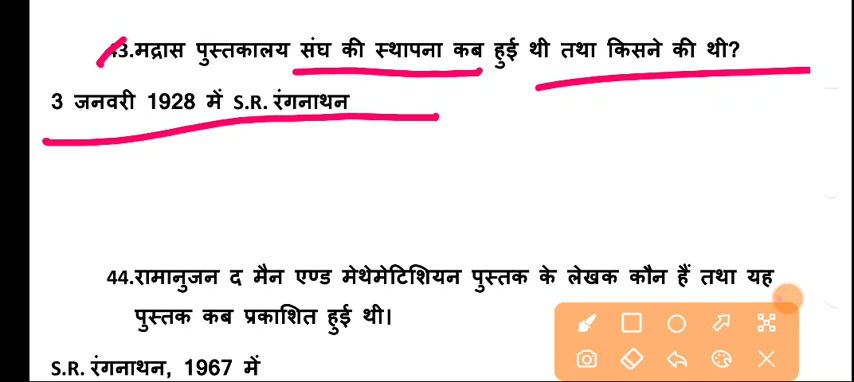 43.मद्रास पुस्तकालय संघ की स्थापना कब हुई थी तथा किसने की थी?
3 जनवरी 1928 में S.R. रंगनाथन
44.रामानुजन द मैन एण्ड मेथेमेटिशियन पुस्तक के लेखक कौन हैं तथा यह
पुस्तक कब प्रकाशित हुई थी।
S.R. रंगनाथन, 1967 में